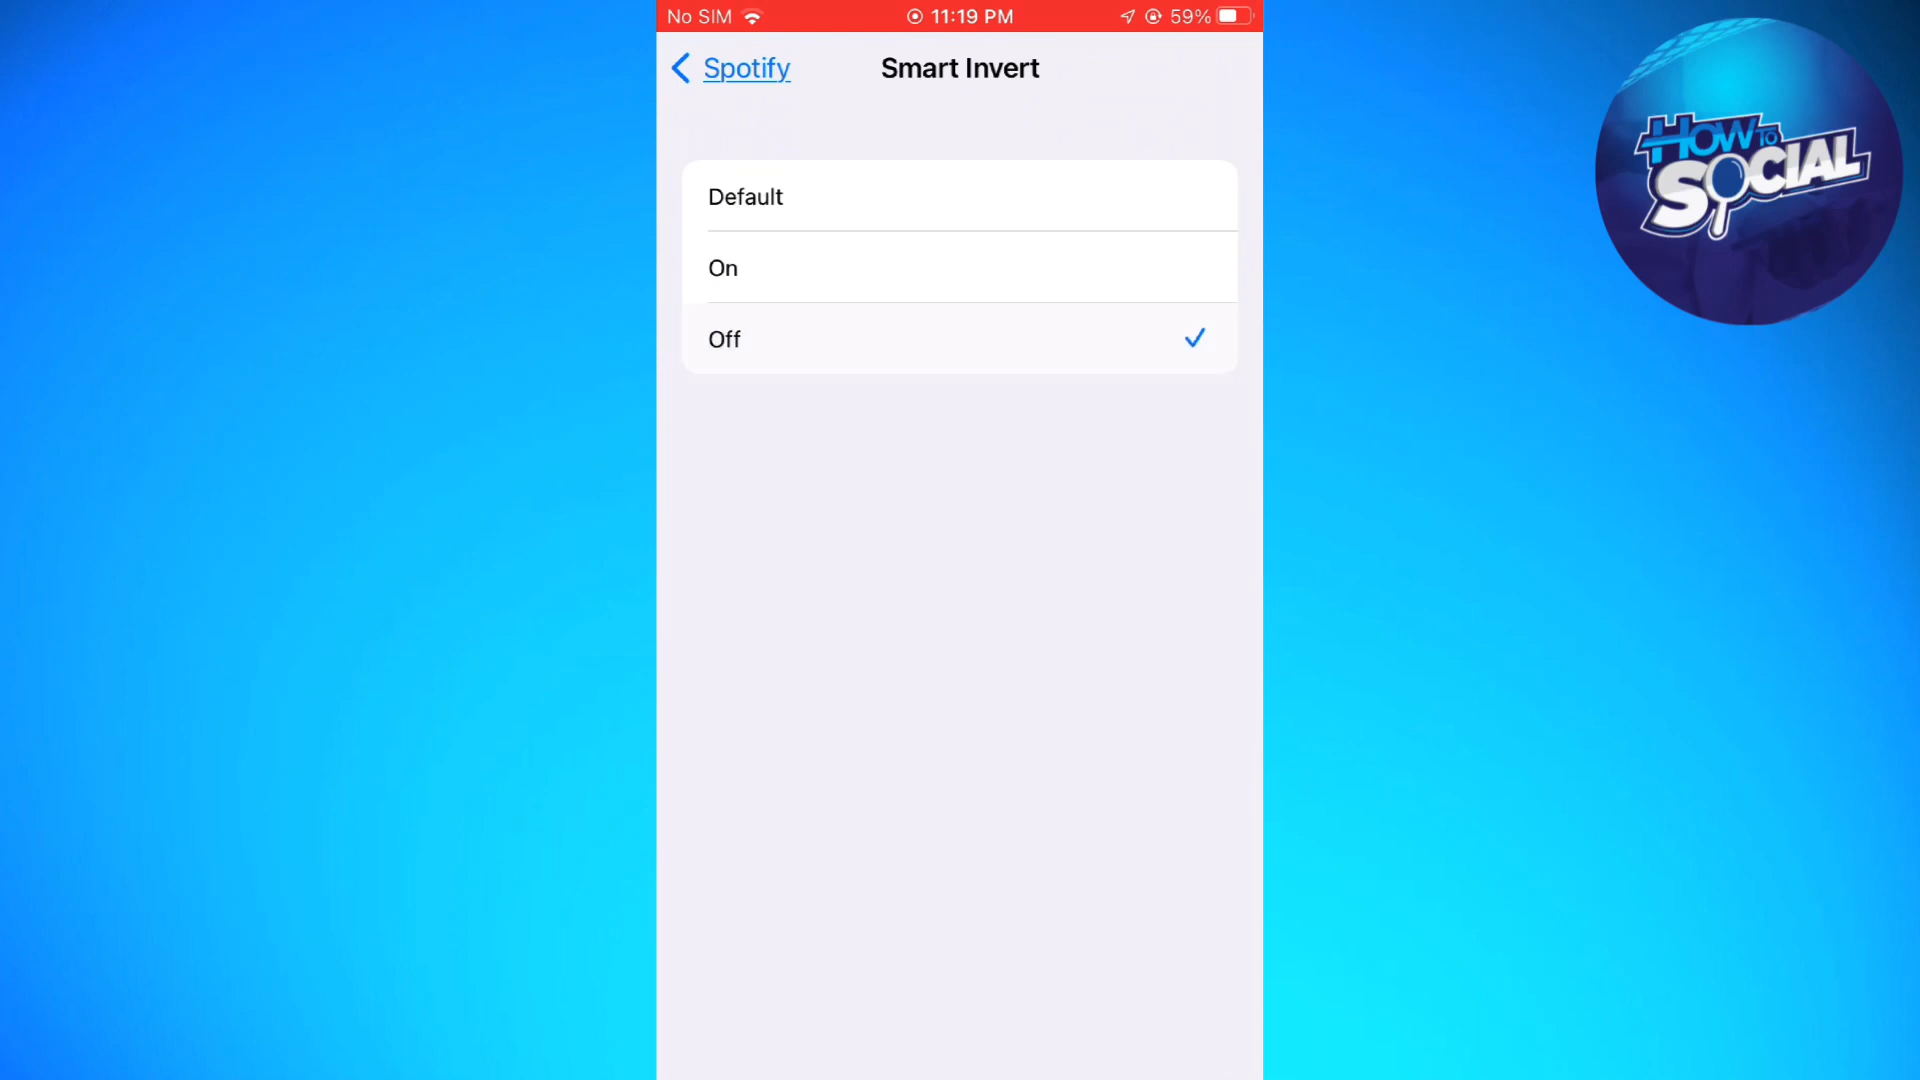 No SIM 11:19 PM 59%
Spotify Smart Invert
Default
On
Off
HOW TO
SOCIAL